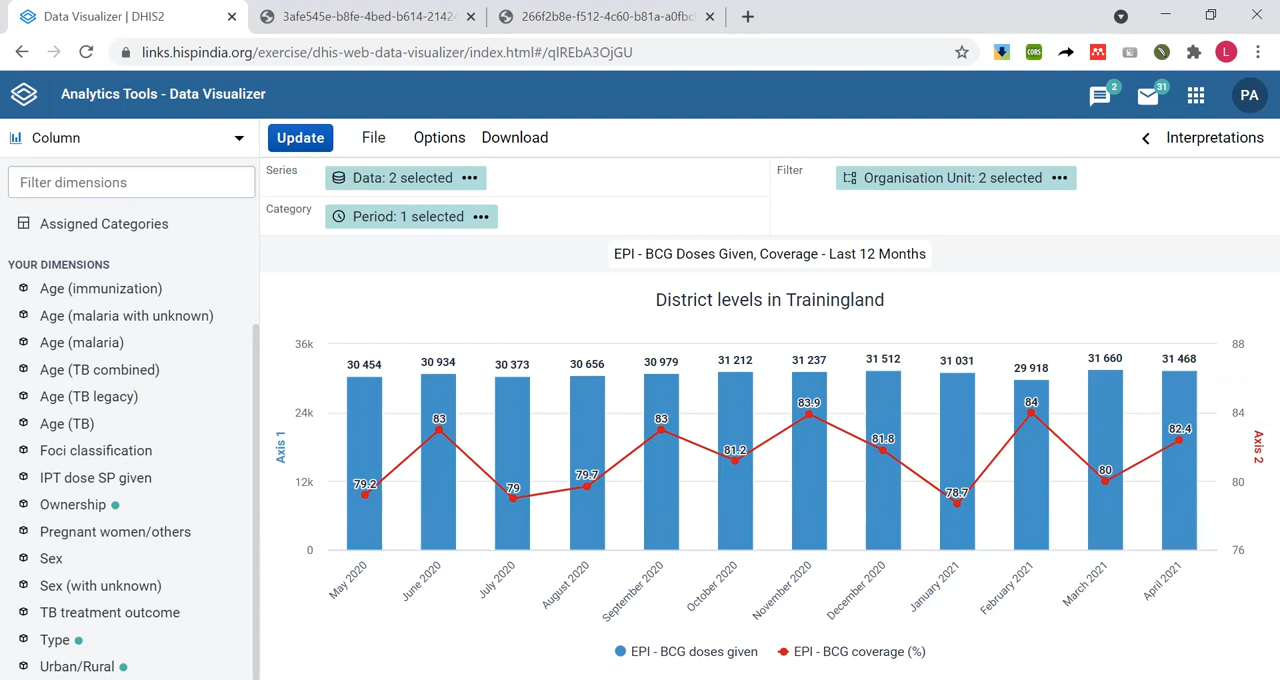 Data Visualizer | DHIS2
3afe545e-b8fe-4bed-b614-21424
266f2b8e-f512-4c60-b81a-a0fbc
links.hispindia.org/exercise/dhis-web-data-visualizer/index.html#/qlREbA3OjGU
CORS
L
Analytics Tools - Data Visualizer
2
31
PA
Column
Update
File
Options
Download
Interpretations
Filter dimensions
Series
Data: 2 selected
Filter
Organisation Unit: 2 selected
Category
Period: 1 selected
Assigned Categories
YOUR DIMENSIONS
Age (immunization)
Age (malaria with unknown)
Age (malaria)
Age (TB combined)
Age (TB legacy)
Age (TB)
Foci classification
IPT dose SP given
Ownership
Pregnant women/others
Sex
Sex (with unknown)
TB treatment outcome
Type
Urban/Rural
EPI - BCG Doses Given, Coverage - Last 12 Months
District levels in Trainingland
36k
24k
12k
0
Axis 1
30 454
30 934
30 373
30 656
30 979
31 212
31 237
31 512
31 031
29 918
31 660
31 468
79.2
83
79
79.7
83
81.2
83.9
81.8
78.7
84
80
82.4
88
84
80
76
Axis 2
May 2020
June 2020
July 2020
August 2020
September 2020
October 2020
November 2020
December 2020
January 2021
February 2021
March 2021
April 2021
EPI - BCG doses given
EPI - BCG coverage (%)